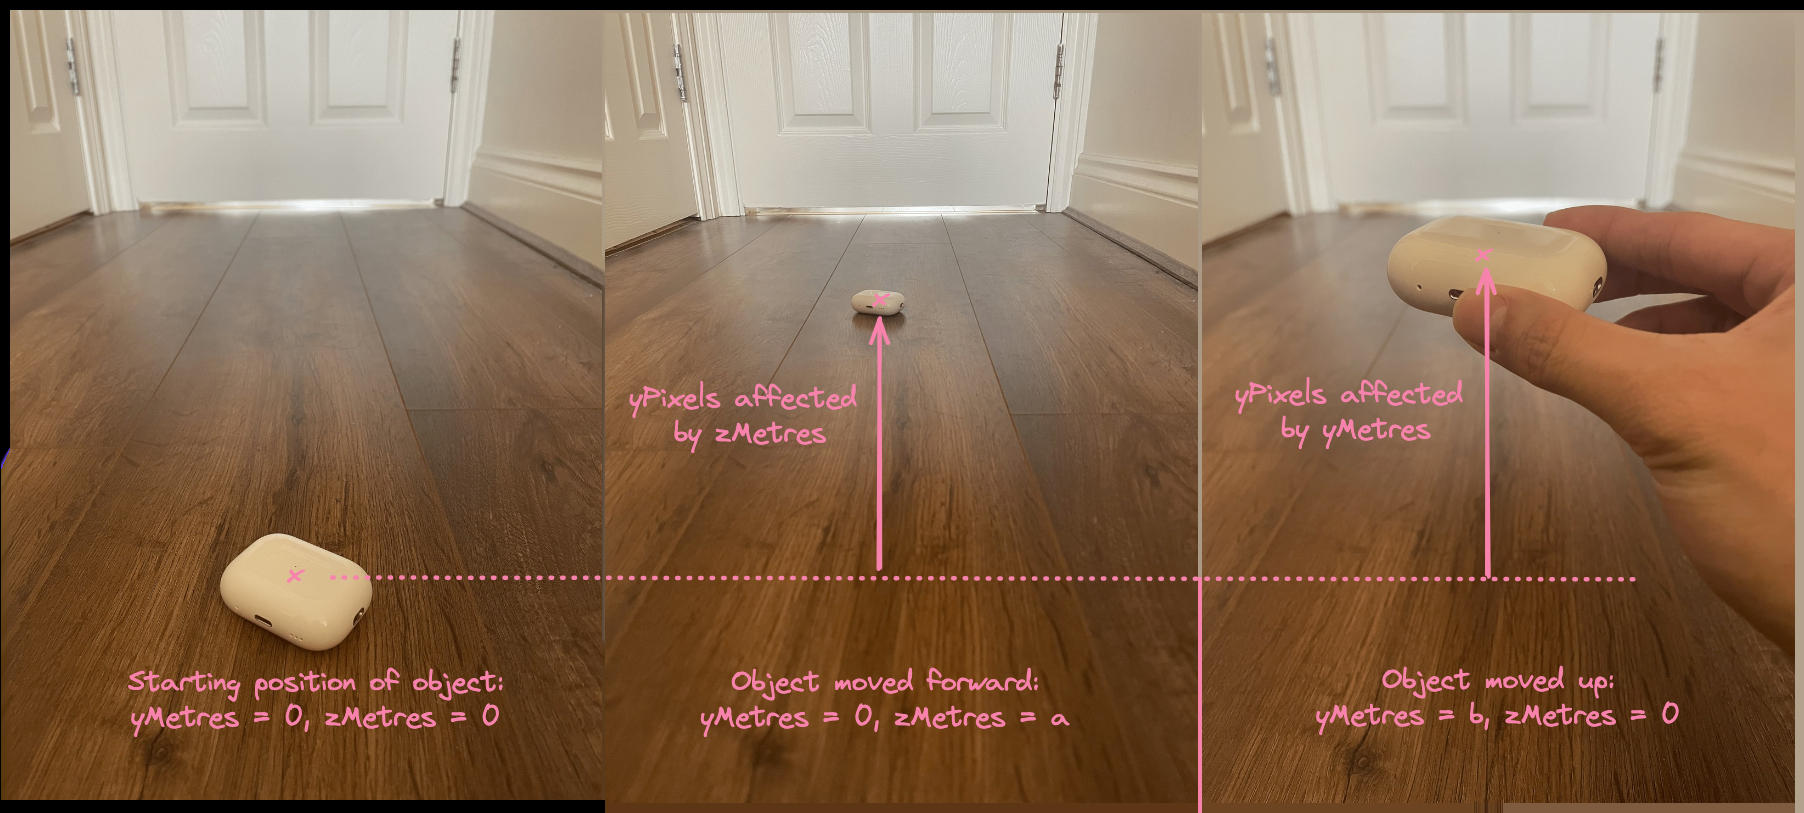 yPixels affected
by zMetres
yPixels affected
by yMetres
Starting position of object:
yMetres = 0, zMetres = 0
Object moved forward:
yMetres = 0, zMetres = a
Object moved up:
yMetres = b, zMetres = 0